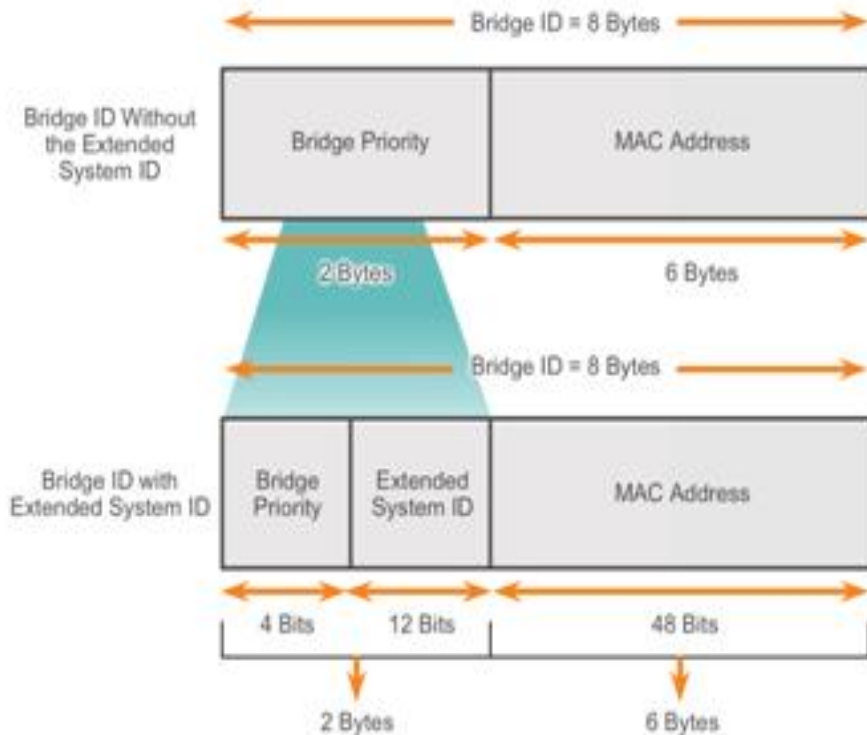 Bridge ID = 8 Bytes
Bridge ID Without
the Extended
System ID
Bridge Priority
MAC Address
2 Bytes
6 Bytes
Bridge ID = 8 Bytes
Bridge ID with
Extended System ID
Bridge
Priority
Extended
System ID
MAC Address
4 Bits
12 Bits
48 Bits
2 Bytes
6 Bytes